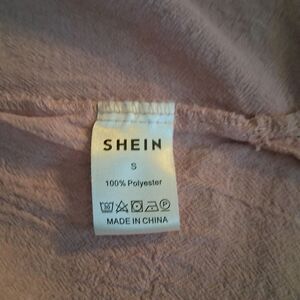 SHEIN
S
100% Polyester
MADE IN CHINA